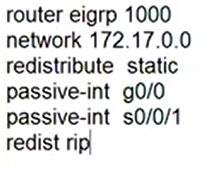 router eigrp 1000
network 172.17.0.0
redistribute static
passive-int g0/0
passive-int s0/0/1
redist rip